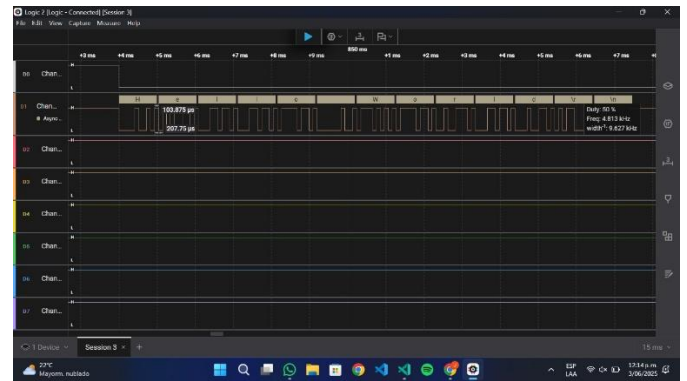 Logic 2 [Logic - Connected] [Session 3]
File Edit View Capture Measure Help
850 ms
+3 ms +4 ms +5 ms +6 ms +7 ms +8 ms +9 ms +1 ms +2 ms +3 ms +4 ms +5 ms +6 ms +7 ms
00 Chan...
H
L
01 Chan...
Async...
H e l l o W o r l d \r \n
103.875 µs
207.75 µs
Duty: 50 %
Freq: 4.813 kHz
width⁻¹: 9.627 kHz
02 Chan...
H
L
03 Chan...
H
L
04 Chan...
H
L
05 Chan...
H
L
06 Chan...
H
L
07 Chan...
H
L
1 Device
Session 3 × +
15 ms
22°C
Mayorm. nublado
ESP
LAA
12:14 p.m.
3/06/2025